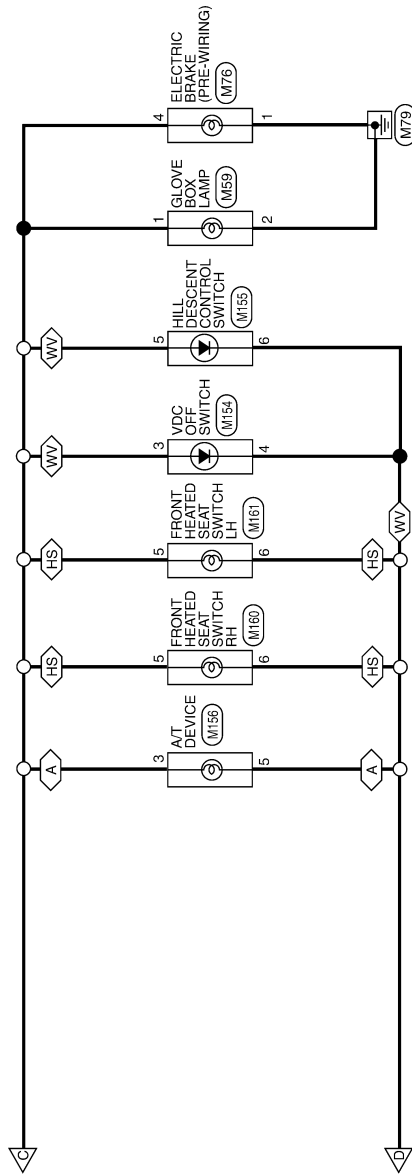 C
A
HS
HS
WV
WV
3
A/T
DEVICE
M156
5
5
FRONT
HEATED
SEAT
SWITCH
RH
M160
6
5
FRONT
HEATED
SEAT
SWITCH
LH
M161
6
3
VDC
OFF
SWITCH
M154
4
5
HILL
DESCENT
CONTROL
SWITCH
M155
6
1
GLOVE
BOX
LAMP
M59
2
4
ELECTRIC
BRAKE
(PRE-WIRING)
M76
1
A
HS
HS
M79
D
WV